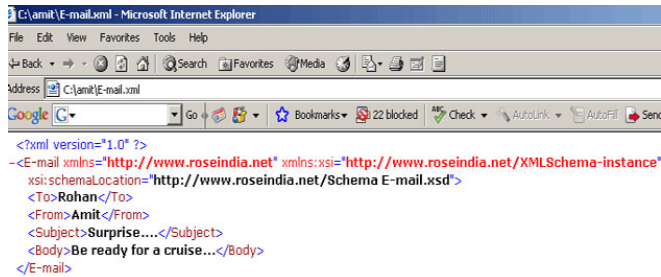 C:\amit\E-mail.xml - Microsoft Internet Explorer
File Edit View Favorites Tools Help
Back Search Favorites Media
Address C:\amit\E-mail.xml
Google G Go Bookmarks 22 blocked ABC Check AutoLink AutoFill Send
<?xml version="1.0" ?>
-<E-mail xmlns="http://www.roseindia.net" xmlns:xsi="http://www.roseindia.net/XMLSchema-instance"
xsi:schemaLocation="http://www.roseindia.net/Schema E-mail.xsd">
<To>Rohan</To>
<From>Amit</From>
<Subject>Surprise....</Subject>
<Body>Be ready for a cruise...</Body>
</E-mail>